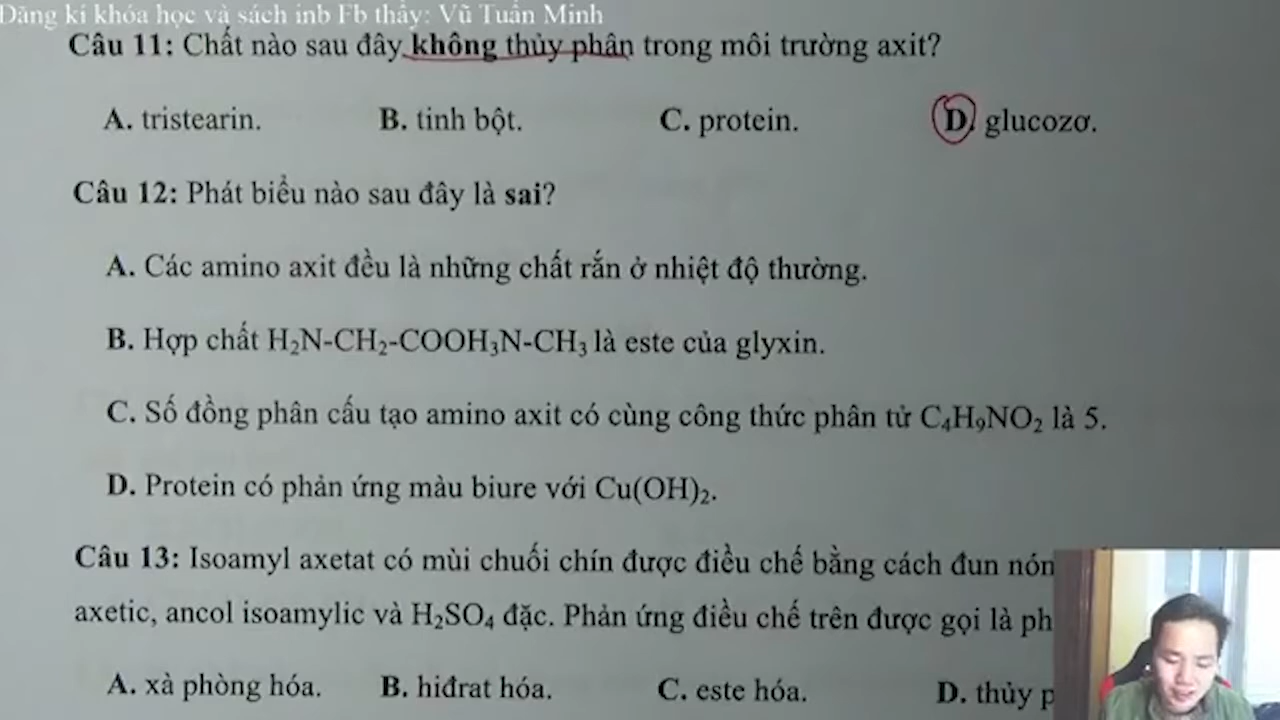 Đăng kí khóa học và sách inb Fb thầy: Vũ Tuấn Minh
Câu 11: Chất nào sau đây không thủy phân trong môi trường axit?
A. tristearin. B. tinh bột. C. protein. D. glucozơ.
Câu 12: Phát biểu nào sau đây là sai?
A. Các amino axit đều là những chất rắn ở nhiệt độ thường.
B. Hợp chất H₂N-CH₂-COOH₃N-CH₃ là este của glyxin.
C. Số đồng phân cấu tạo amino axit có cùng công thức phân tử C₄H₉NO₂ là 5.
D. Protein có phản ứng màu biure với Cu(OH)₂.
Câu 13: Isoamyl axetat có mùi chuối chín được điều chế bằng cách đun
axetic, ancol isoamylic và H₂SO₄ đặc. Phản ứng điều chế trên được gọi là
A. xà phòng hóa. B. hiđrat hóa. C. este hóa. D. thủy